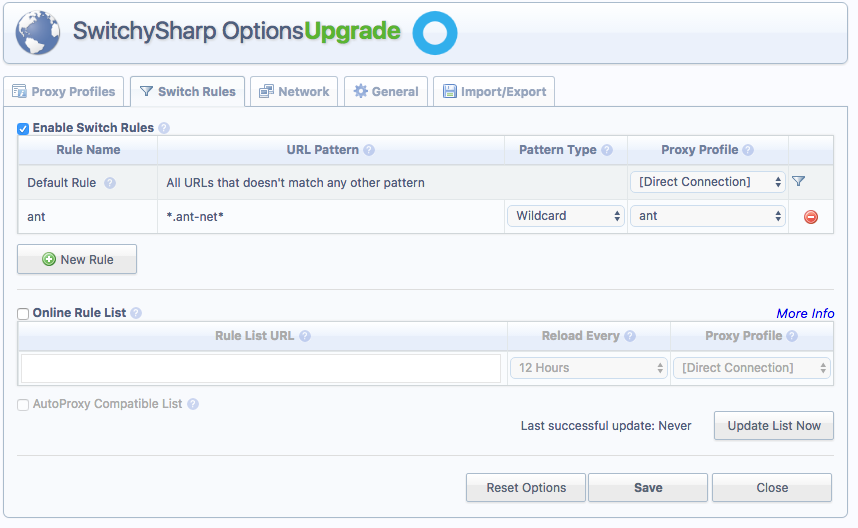 SwitchySharp OptionsUpgrade
Proxy Profiles Switch Rules Network General Import/Export
Enable Switch Rules ?
Rule Name URL Pattern ? Pattern Type ? Proxy Profile ?
Default Rule ? All URLs that doesn't match any other pattern [Direct Connection]
ant *.ant-net* Wildcard ant
New Rule
Online Rule List ? More Info
Rule List URL ? Reload Every ? Proxy Profile ?
12 Hours [Direct Connection]
AutoProxy Compatible List ?
Last successful update: Never Update List Now
Reset Options Save Close